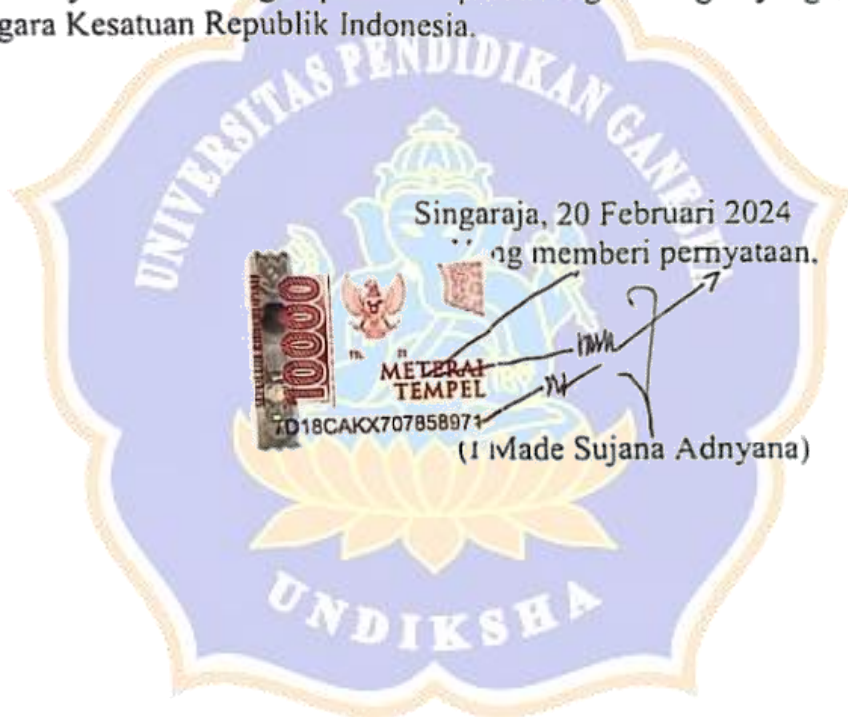 gara Kesatuan Republik Indonesia.
UNIVERSITAS PENDIDIKAN GANESHA
Singaraja, 20 Februari 2024
ng memberi pernyataan,
10000
METERAI
TEMPEL
7D18CAKX707858971
(I Made Sujana Adnyana)
UNDIKSHA